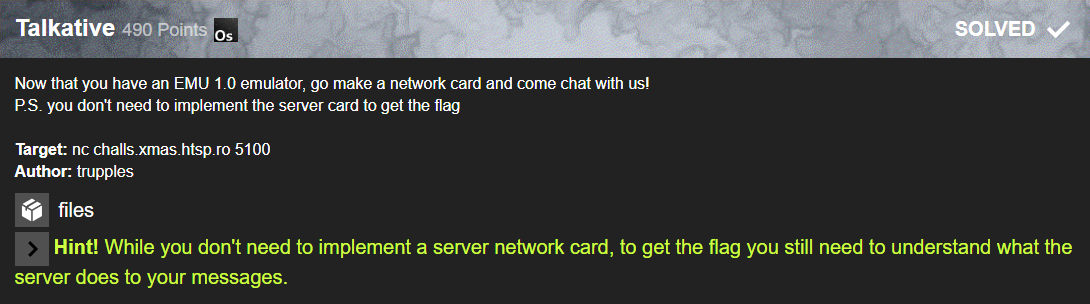 Talkative 490 Points Os SOLVED
Now that you have an EMU 1.0 emulator, go make a network card and come chat with us!
P.S. you don't need to implement the server card to get the flag
Target: nc challs.xmas.htsp.ro 5100
Author: trupples
files
Hint! While you don't need to implement a server network card, to get the flag you still need to understand what the
server does to your messages.